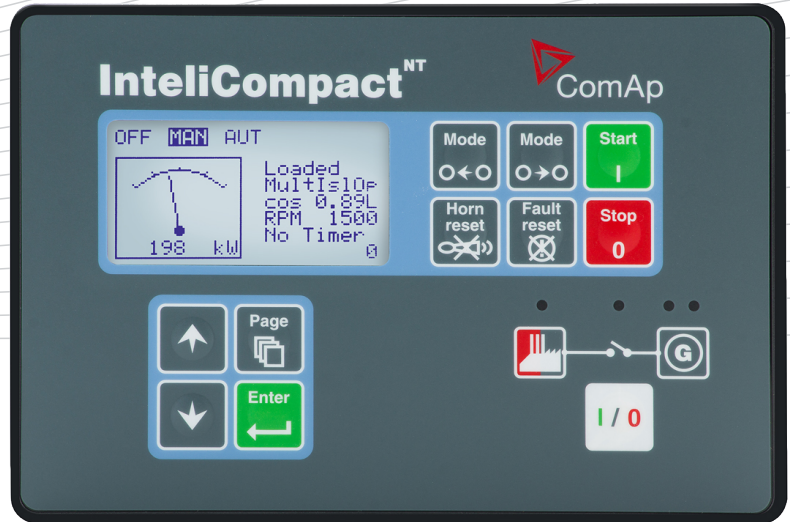 InteliCompact NT
ComAp
OFF MAN AUT
Loaded
MultIslOp
cos 0.89L
RPM 1500
No Timer
0
198 kW
Mode
Mode
Start
I
Horn
reset
Fault
reset
Stop
0
Page
Enter
G
I / 0